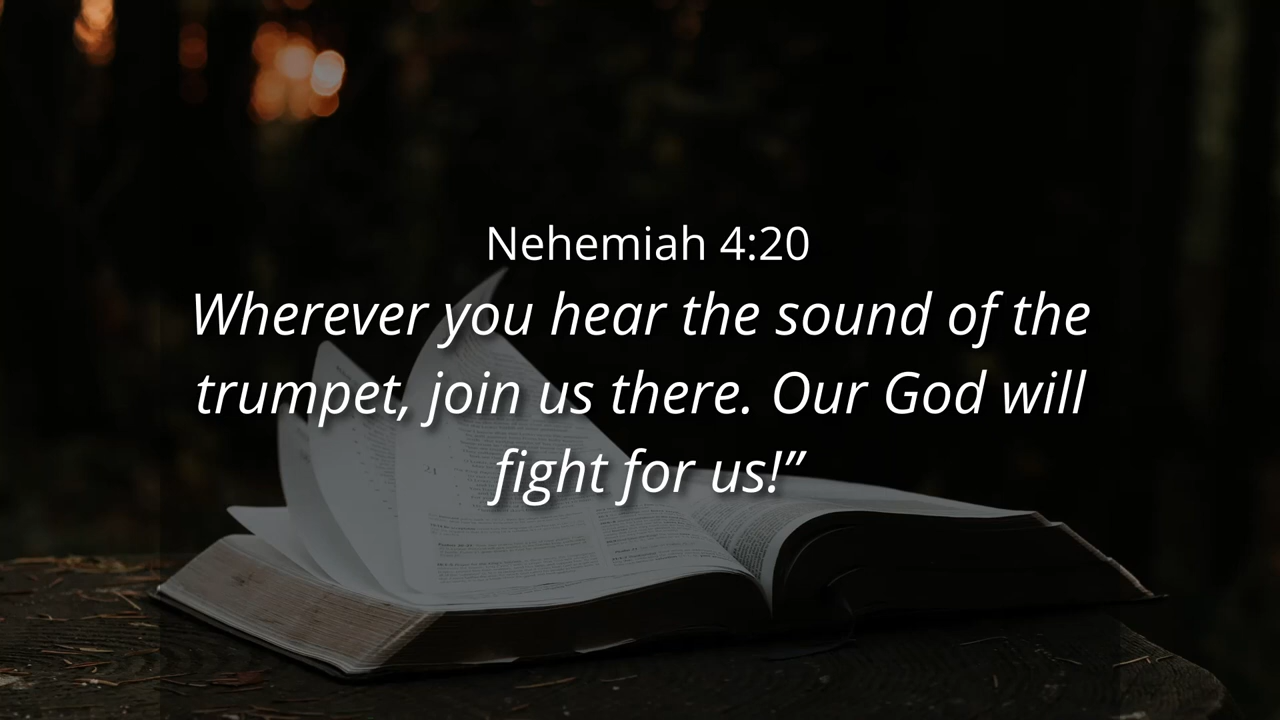 Nehemiah 4:20
Wherever you hear the sound of the
trumpet, join us there. Our God will
fight for us!”